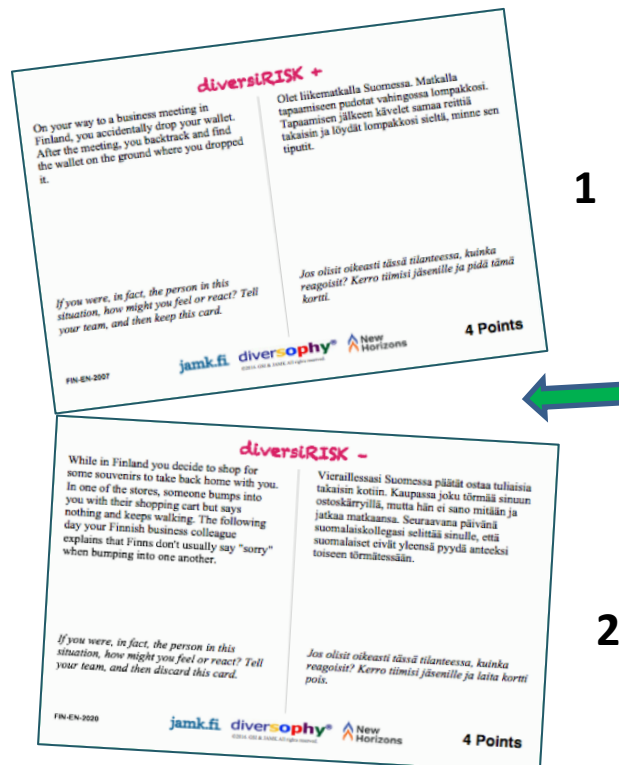 diversiRISK +
On your way to a business meeting in
Finland, you accidentally drop your wallet.
After the meeting, you backtrack and find
the wallet on the ground where you dropped
it.
Olet liikematkalla Suomessa. Matkalla
tapaamiseen pudotat vahingossa lompakkosi.
Tapaamisen jälkeen kävelet samaa reittiä
takaisin ja löydät lompakkosi sieltä, minne sen
tiputit.
If you were, in fact, the person in this
situation, how might you feel or react? Tell
your team, and then keep this card.
Jos olisit oikeasti tässä tilanteessa, kuinka
reagoisit? Kerro tiimisi jäsenille ja pidä tämä
kortti.
FIN-EN-2007
jamk.fi
diversophy®
©2014, GSI & JAMK, All rights reserved.
New
Horizons
4 Points
1
diversiRISK -
While in Finland you decide to shop for
some souvenirs to take back home with you.
In one of the stores, someone bumps into
you with their shopping cart but says
nothing and keeps walking. The following
day your Finnish business colleague
explains that Finns don't usually say "sorry"
when bumping into one another.
Vieraillessasi Suomessa päätät ostaa tuliaisia
takaisin kotiin. Kaupassa joku törmää sinuun
ostoskärryillä, mutta hän ei sano mitään ja
jatkaa matkaansa. Seuraavana päivänä
suomalaiskollegasi selittää sinulle, että
suomalaiset eivät yleensä pyydä anteeksi
toiseen törmätessään.
If you were, in fact, the person in this
situation, how might you feel or react? Tell
your team, and then discard this card.
Jos olisit oikeasti tässä tilanteessa, kuinka
reagoisit? Kerro tiimisi jäsenille ja laita kortti
pois.
FIN-EN-2020
jamk.fi
diversophy®
©2014, GSI & JAMK, All rights reserved.
New
Horizons
4 Points
2